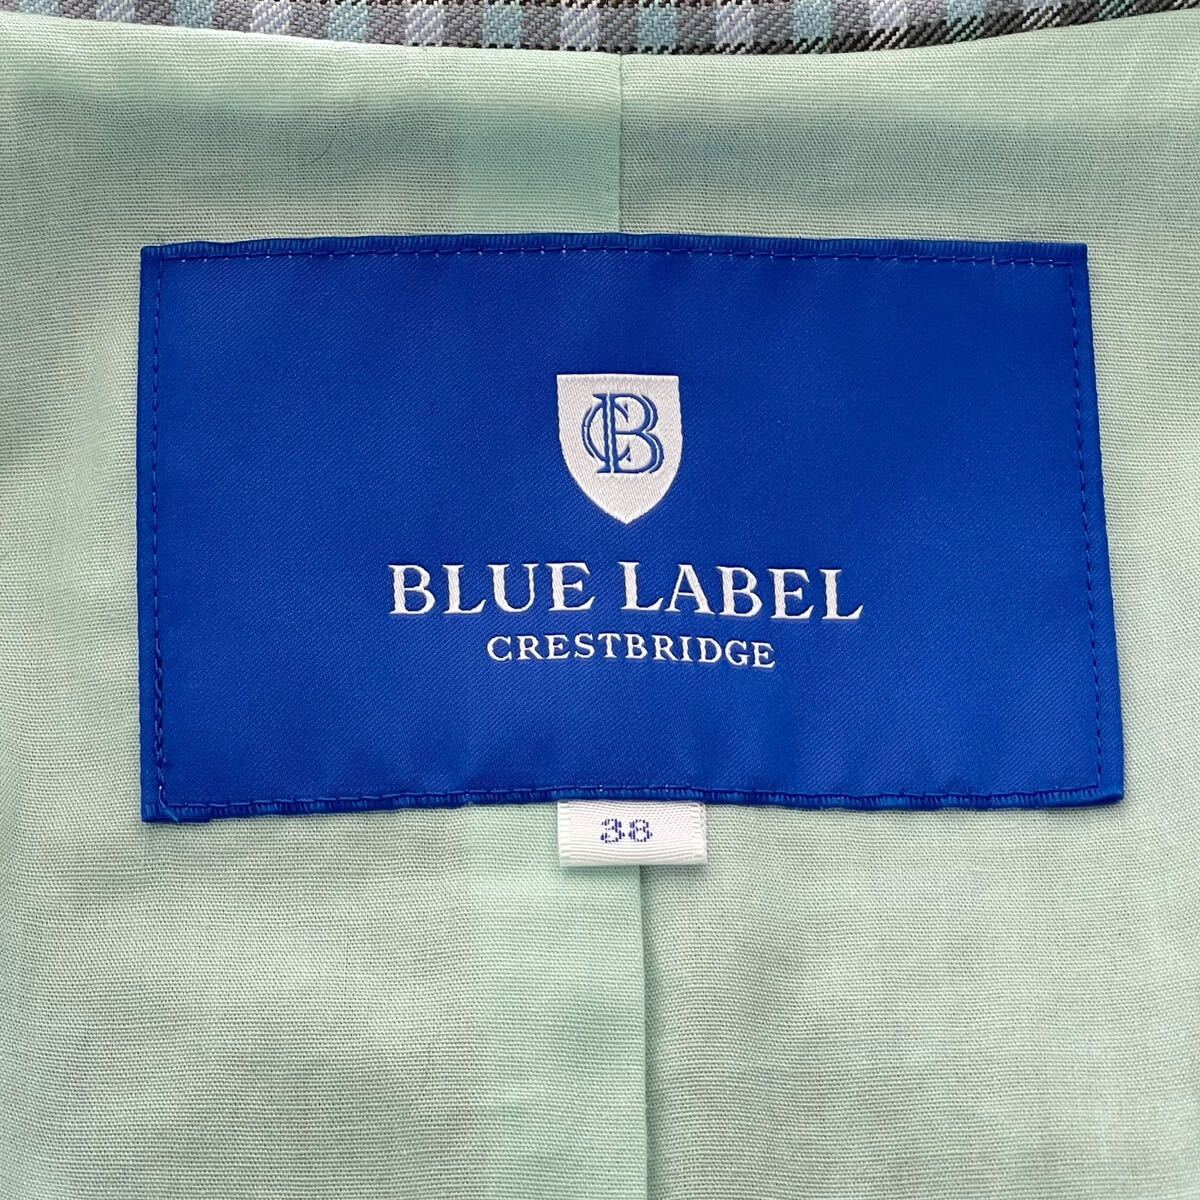 CB
BLUE LABEL
CRESTBRIDGE
38